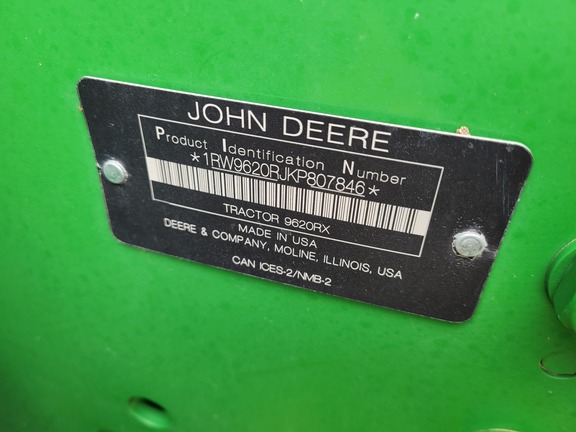 JOHN DEERE
Product Identification Number
*1RW9620RJKP807846*
TRACTOR 9620RX
MADE IN USA
DEERE & COMPANY, MOLINE, ILLINOIS, USA
CAN ICES-2/NMB-2